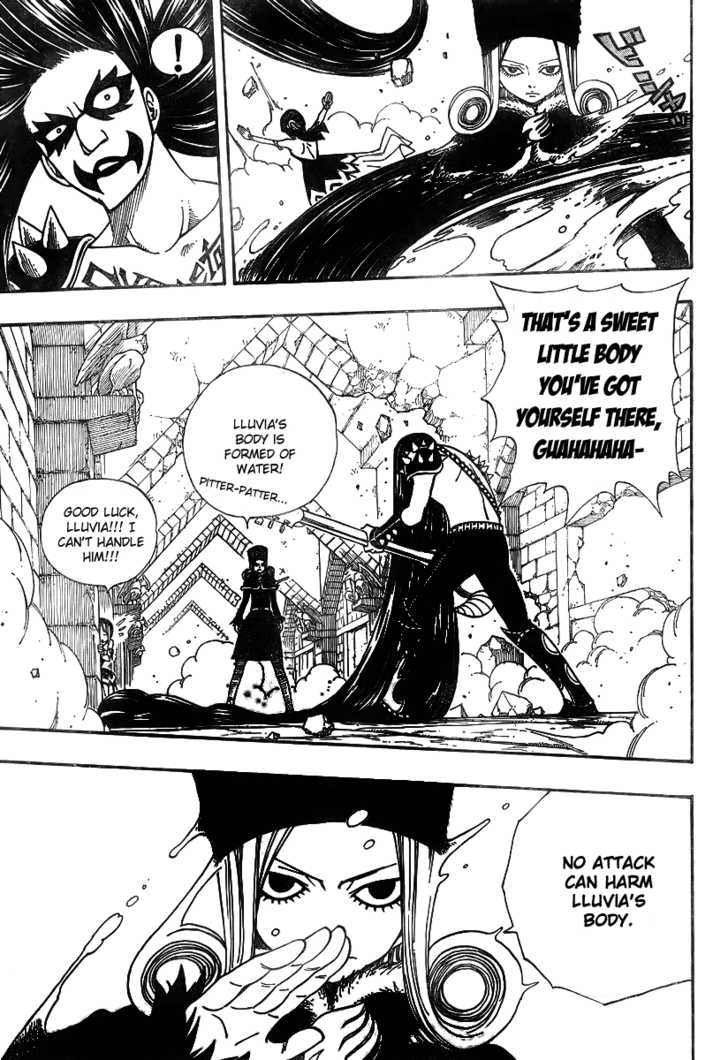 !
THAT'S A SWEET
LITTLE BODY
YOU'VE GOT
YOURSELF THERE,
GUAHAHAHA-
LLUVIA'S
BODY IS
FORMED OF
WATER!
PITTER-PATTER...
GOOD LUCK,
LLUVIA!!! I
CAN'T HANDLE
HIM!!!
NO ATTACK
CAN HARM
LLUVIA'S
BODY.